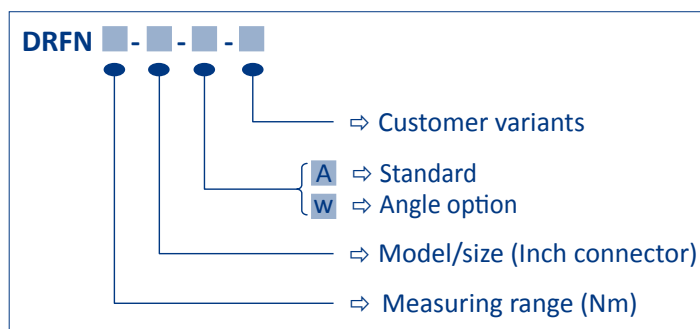 DRFN - - -
⇨ Customer variants
A ⇨ Standard
w ⇨ Angle option
⇨ Model/size (Inch connector)
⇨ Measuring range (Nm)